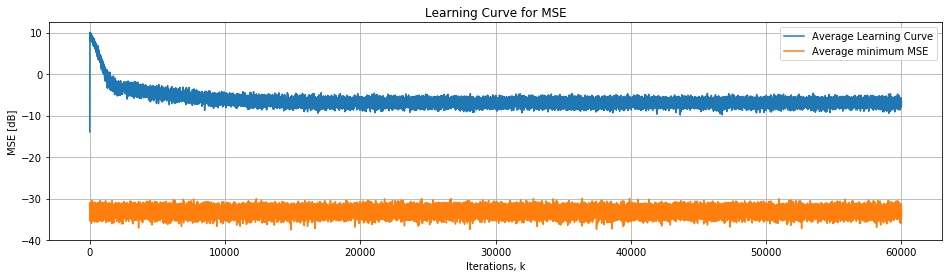 Learning Curve for MSE
Average Learning Curve
Average minimum MSE
MSE [dB]
10
0
−10
−20
−30
−40
0 10000 20000 30000 40000 50000 60000
Iterations, k